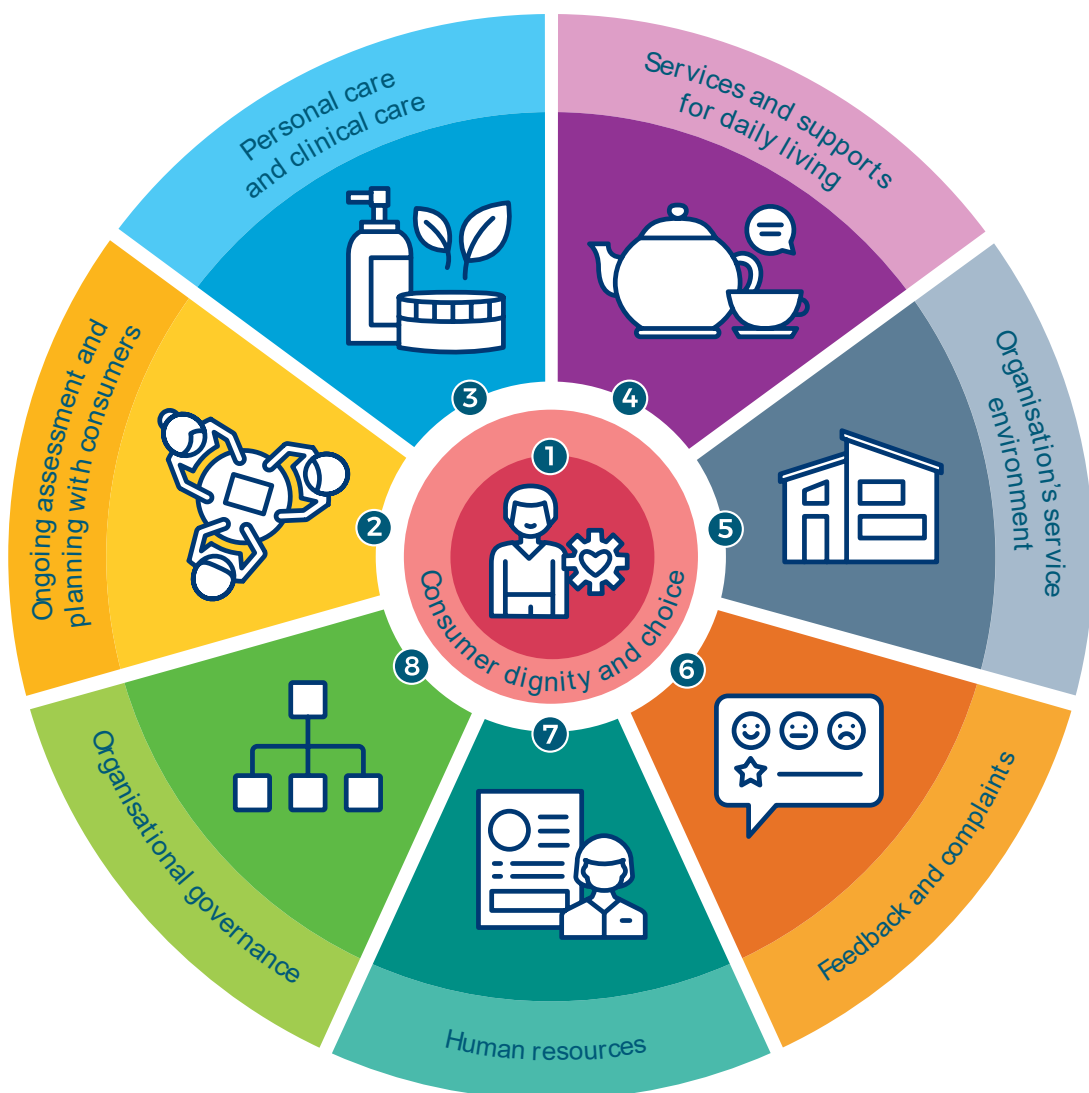 1
Consumer dignity and choice
2
Ongoing assessment and
planning with consumers
3
Personal care
and clinical care
4
Services and supports
for daily living
5
Organisation’s service
environment
6
Feedback and complaints
7
Human resources
8
Organisational governance